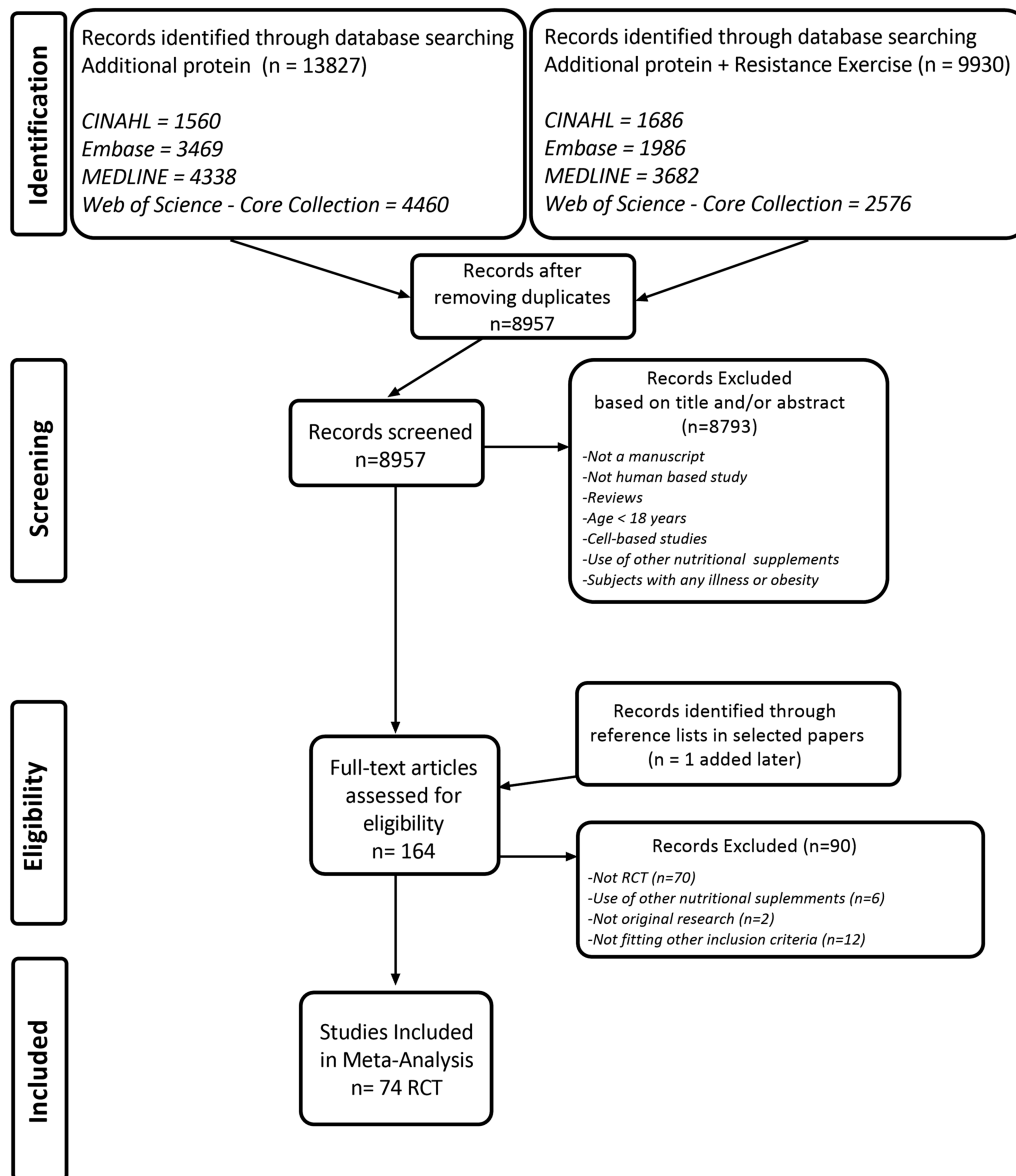 Identification
Records identified through database searching
Additional protein (n = 13827)
CINAHL = 1560
Embase = 3469
MEDLINE = 4338
Web of Science - Core Collection = 4460
Records identified through database searching
Additional protein + Resistance Exercise (n = 9930)
CINAHL = 1686
Embase = 1986
MEDLINE = 3682
Web of Science - Core Collection = 2576
Records after
removing duplicates
n=8957
Screening
Records screened
n=8957
Records Excluded
based on title and/or abstract
(n=8793)
-Not a manuscript
-Not human based study
-Reviews
-Age < 18 years
-Cell-based studies
-Use of other nutritional supplements
-Subjects with any illness or obesity
Eligibility
Records identified through
reference lists in selected papers
(n = 1 added later)
Full-text articles
assessed for
eligibility
n= 164
Records Excluded (n=90)
-Not RCT (n=70)
-Use of other nutritional suplemments (n=6)
-Not original research (n=2)
-Not fitting other inclusion criteria (n=12)
Included
Studies Included
in Meta-Analysis
n= 74 RCT